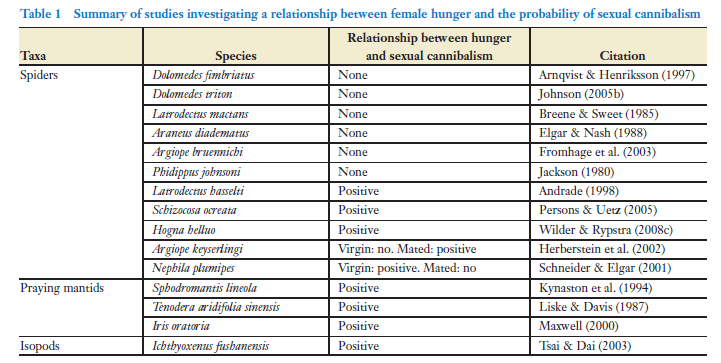 Table 1 Summary of studies investigating a relationship between female hunger and the probability of sexual cannibalism
Taxa Species Relationship between hunger and sexual cannibalism Citation
Spiders Dolomedes fimbriatus None Arnqvist & Henriksson (1997)
Dolomedes triton None Johnson (2005b)
Latrodectus mactans None Breene & Sweet (1985)
Araneus diadematus None Elgar & Nash (1988)
Argiope bruennichi None Fromhage et al. (2003)
Phidippus johnsoni None Jackson (1980)
Latrodectus hasselti Positive Andrade (1998)
Schizocosa ocreata Positive Persons & Uetz (2005)
Hogna helluo Positive Wilder & Rypstra (2008c)
Argiope keyserlingi Virgin: no. Mated: positive Herberstein et al. (2002)
Nephila plumipes Virgin: positive. Mated: no Schneider & Elgar (2001)
Praying mantids Sphodromantis lineola Positive Kynaston et al. (1994)
Tenodera aridifolia sinensis Positive Liske & Davis (1987)
Iris oratoria Positive Maxwell (2000)
Isopods Ichthyoxenus fushanensis Positive Tsai & Dai (2003)